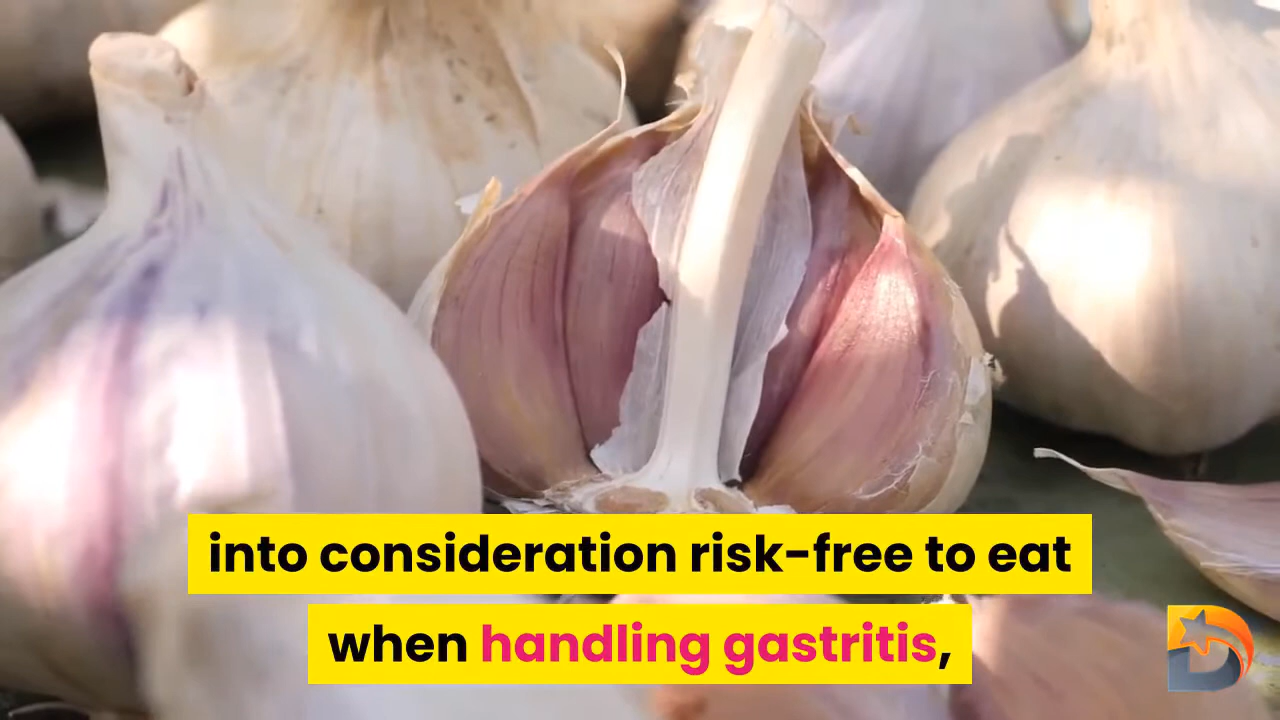 into consideration risk-free to eat
when handling gastritis,